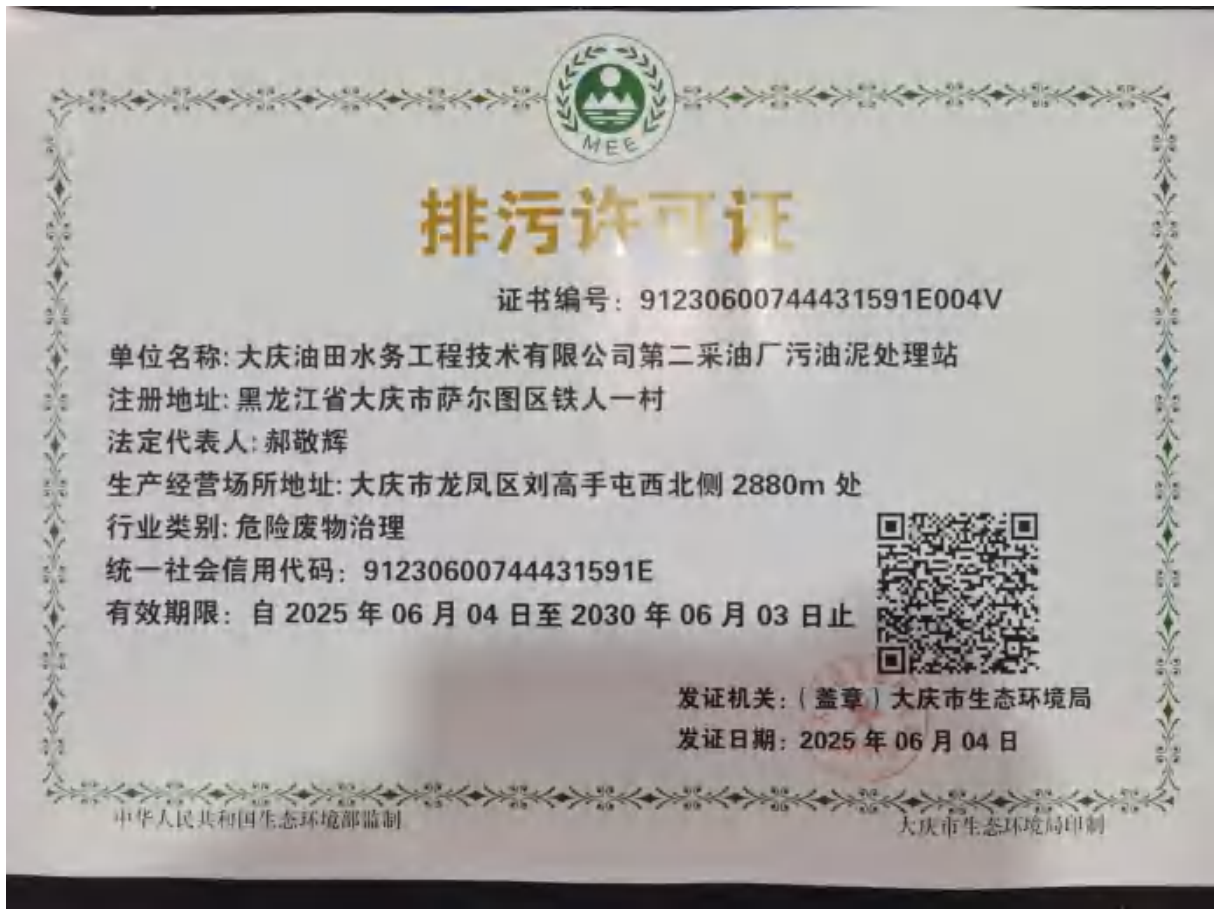 MEE
排污许可证
证书编号：91230600744431591E004V
单位名称:大庆油田水务工程技术有限公司第二采油厂污油泥处理站
注册地址:黑龙江省大庆市萨尔图区铁人一村
法定代表人:郝敬辉
生产经营场所地址:大庆市龙凤区刘高手屯西北侧 2880m 处
行业类别:危险废物治理
统一社会信用代码：91230600744431591E
有效期限：自 2025 年 06 月 04 日至 2030 年 06 月 03 日止
发证机关：（盖章）大庆市生态环境局
发证日期：2025 年 06 月 04 日
中华人民共和国生态环境部监制
大庆市生态环境局印制